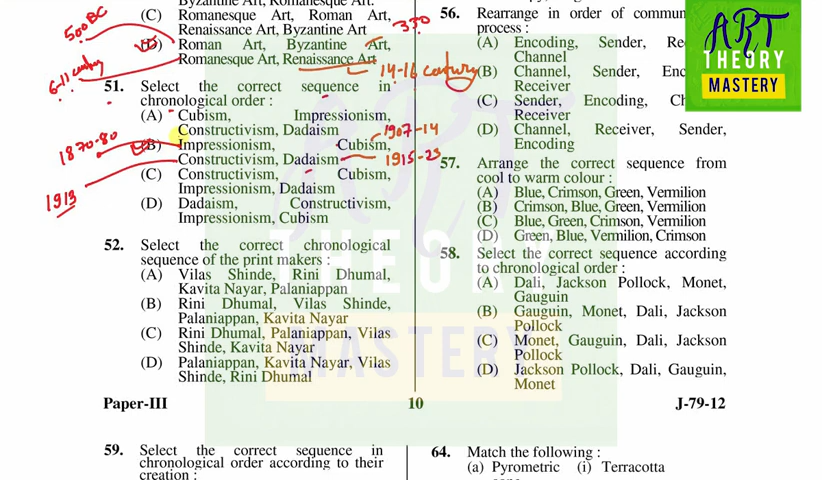 Byzantine Art, Romanesque Art.
(C) Romanesque Art, Roman Art,
Renaissance Art, Byzantine Art
(D) Roman Art, Byzantine Art,
Romanesque Art, Renaissance Art
500 BC
330
6-11 century
14-16 century
51. Select the correct sequence in
chronological order :
(A) Cubism, Impressionism,
Constructivism, Dadaism
(B) Impressionism, Cubism,
Constructivism, Dadaism
(C) Constructivism, Cubism,
Impressionism, Dadaism
(D) Dadaism, Constructivism,
Impressionism, Cubism
1870-80
1907-14
1915-23
1913
52. Select the correct chronological
sequence of the print makers :
(A) Vilas Shinde, Rini Dhumal,
Kavita Nayar, Palaniappan
(B) Rini Dhumal, Vilas Shinde,
Palaniappan, Kavita Nayar
(C) Rini Dhumal, Palaniappan, Vilas
Shinde, Kavita Nayar
(D) Palaniappan, Kavita Nayar, Vilas
Shinde, Rini Dhumal
56. Rearrange in order of commun
process :
(A) Encoding, Sender, Re
Channel
(B) Channel, Sender, Enc
Receiver
(C) Sender, Encoding, Ch
Receiver
(D) Channel, Receiver, Sender,
Encoding
57. Arrange the correct sequence from
cool to warm colour :
(A) Blue, Crimson, Green, Vermilion
(B) Crimson, Blue, Green, Vermilion
(C) Blue, Green, Crimson, Vermilion
(D) Green, Blue, Vermilion, Crimson
58. Select the correct sequence according
to chronological order :
(A) Dali, Jackson Pollock, Monet,
Gauguin
(B) Gauguin, Monet, Dali, Jackson
Pollock
(C) Monet, Gauguin, Dali, Jackson
Pollock
(D) Jackson Pollock, Dali, Gauguin,
Monet
Paper-III 10 J-79-12
59. Select the correct sequence in
chronological order according to their
creation :
64. Match the following :
(a) Pyrometric (i) Terracotta
ART
THEORY
MASTERY
ART
THEORY
MASTERY